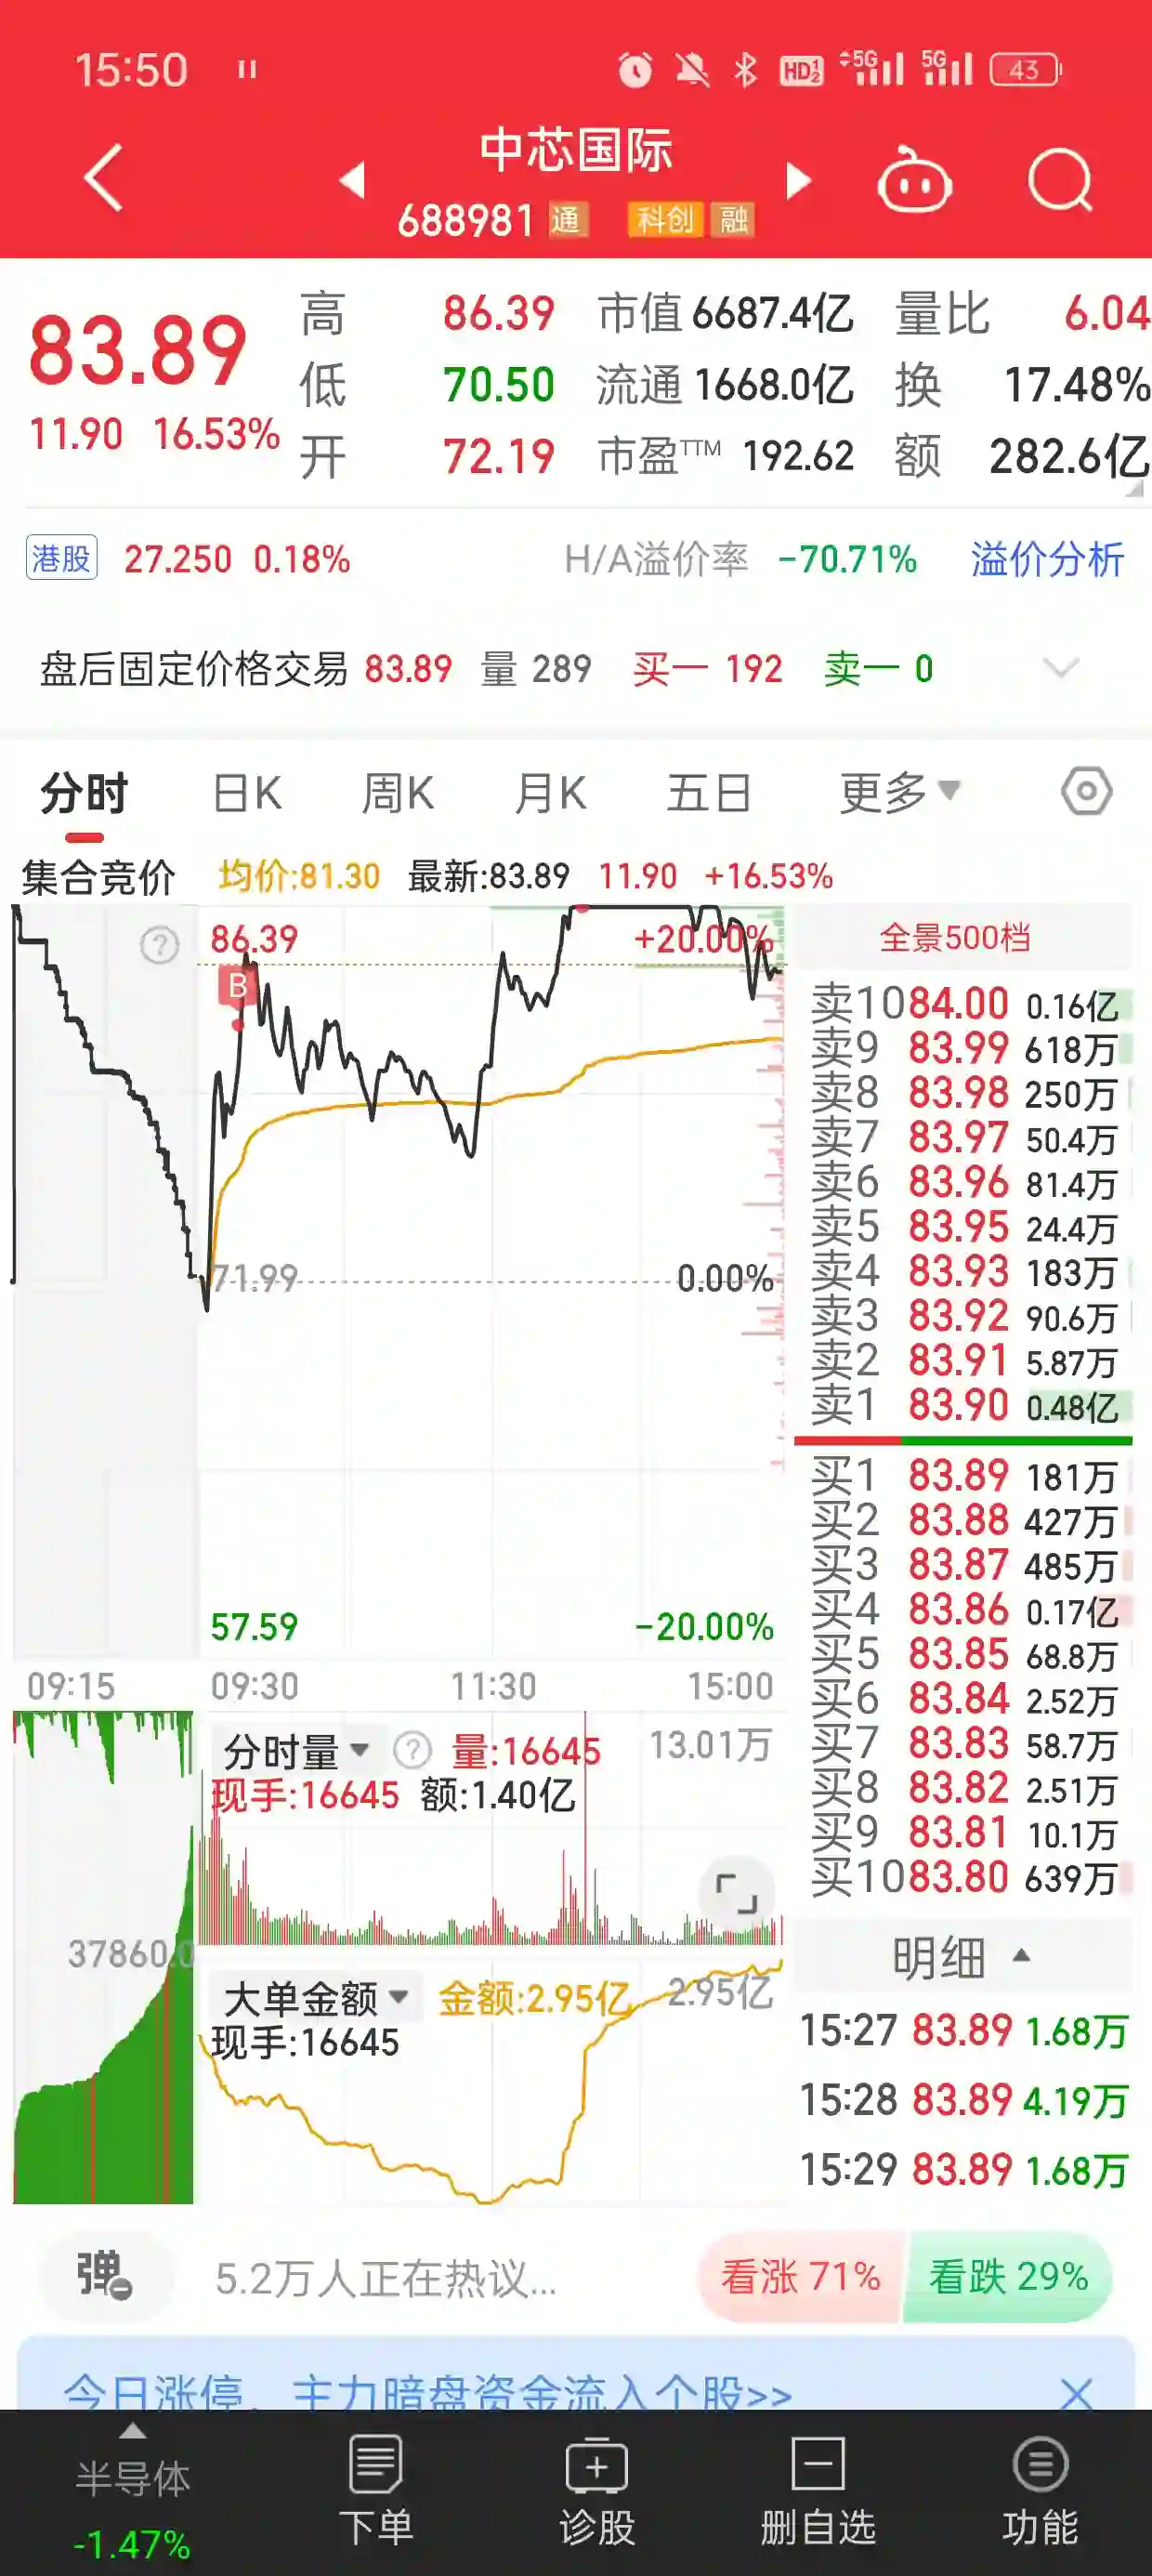 15:50 HD 1 2 5G 5G 43
中芯国际
688981 通 科创 融
83.89
11.90 16.53%
高 86.39 市值 6687.4亿 量比 6.04
低 70.50 流通 1668.0亿 换 17.48%
开 72.19 市盈TTM 192.62 额 282.6亿
港股 27.250 0.18% H/A溢价率 -70.71% 溢价分析
盘后固定价格交易 83.89 量 289 买一 192 卖一 0
分时 日K 周K 月K 五日 更多
集合竞价 均价:81.30 最新:83.89 11.90 +16.53%
? 86.39 +20.00%
B
71.99 0.00%
57.59 -20.00%
09:15 09:30 11:30 15:00
全景500档
卖10 84.00 0.16亿
卖9 83.99 618万
卖8 83.98 250万
卖7 83.97 50.4万
卖6 83.96 81.4万
卖5 83.95 24.4万
卖4 83.93 183万
卖3 83.92 90.6万
卖2 83.91 5.87万
卖1 83.90 0.48亿
买1 83.89 181万
买2 83.88 427万
买3 83.87 485万
买4 83.86 0.17亿
买5 83.85 68.8万
买6 83.84 2.52万
买7 83.83 58.7万
买8 83.82 2.51万
买9 83.81 10.1万
买10 83.80 639万
分时量 ? 量:16645 13.01万
现手:16645 额:1.40亿
37860.0
大单金额 金额:2.95亿 2.95亿
现手:16645
明细
15:27 83.89 1.68万
15:28 83.89 4.19万
15:29 83.89 1.68万
弹 5.2万人正在热议... 看涨 71% 看跌 29%
今日涨停,主力暗盘资金流入个股>>
半导体
-1.47%
下单
诊股
删自选
功能